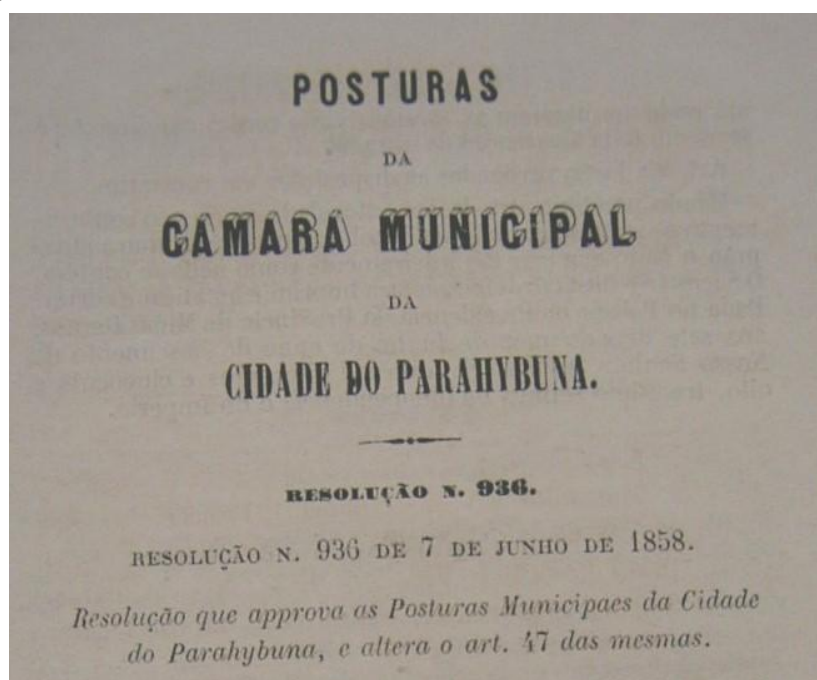 POSTURAS
DA
CAMARA MUNICIPAL
DA
CIDADE DO PARAHYBUNA.
RESOLUÇÃO N. 936.
RESOLUÇÃO N. 936 DE 7 DE JUNHO DE 1858.
Resolução que approva as Posturas Municipaes da Cidade
do Parahybuna, e altera o art. 47 das mesmas.